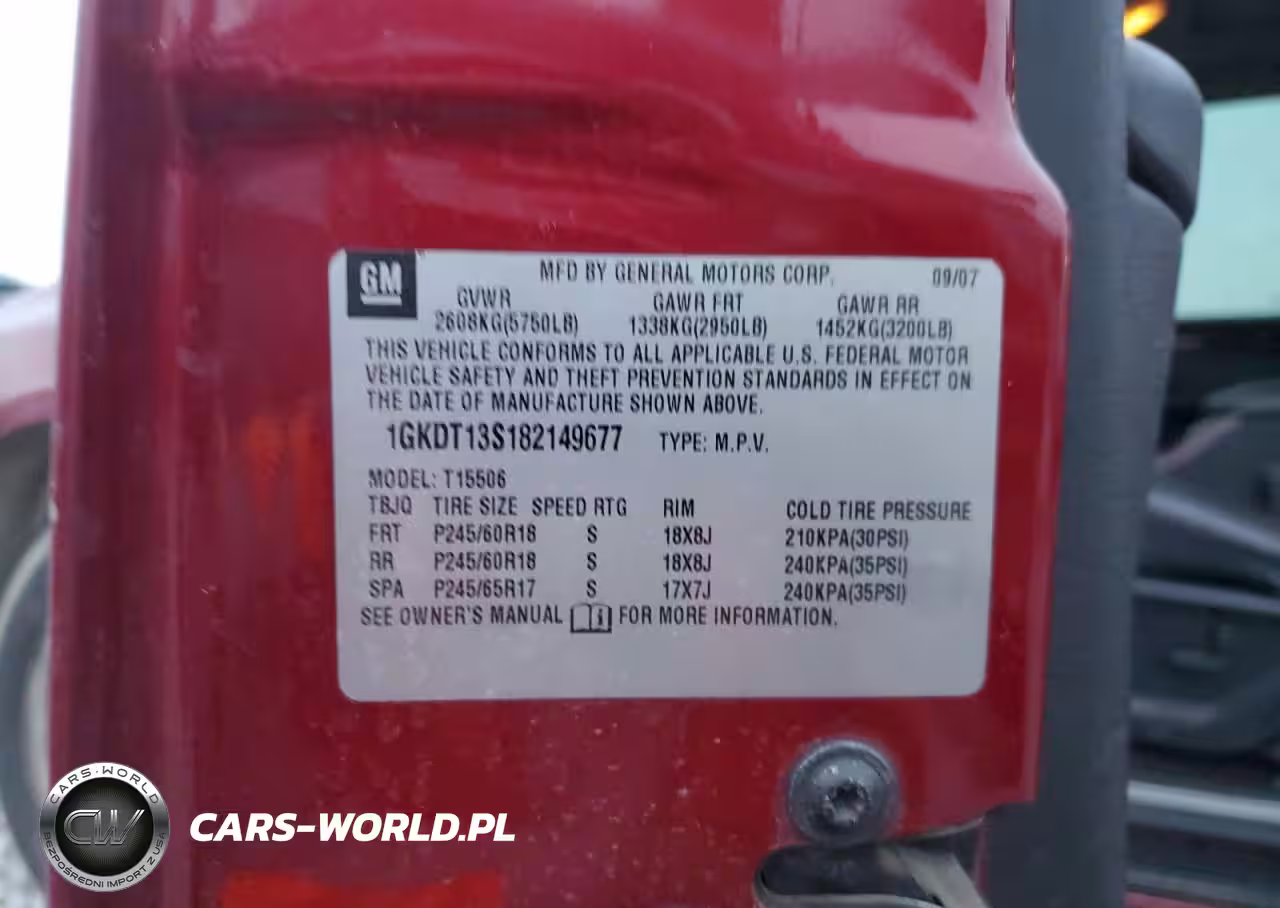 GM
MFD BY GENERAL MOTORS CORP. 09/07
GVWR GAWR FRT GAWR RR
2608KG(5750LB) 1338KG(2950LB) 1452KG(3200LB)
THIS VEHICLE CONFORMS TO ALL APPLICABLE U.S. FEDERAL MOTOR
VEHICLE SAFETY AND THEFT PREVENTION STANDARDS IN EFFECT ON
THE DATE OF MANUFACTURE SHOWN ABOVE.
1GKDT13S182149677 TYPE: M.P.V.
MODEL: T15506
TBJQ TIRE SIZE SPEED RTG RIM COLD TIRE PRESSURE
FRT P245/60R18 S 18X8J 210KPA(30PSI)
RR P245/60R18 S 18X8J 240KPA(35PSI)
SPA P245/65R17 S 17X7J 240KPA(35PSI)
SEE OWNER'S MANUAL FOR MORE INFORMATION.
CARS-WORLD
CW
BEZPOŚREDNI IMPORT Z USA
CARS-WORLD.PL